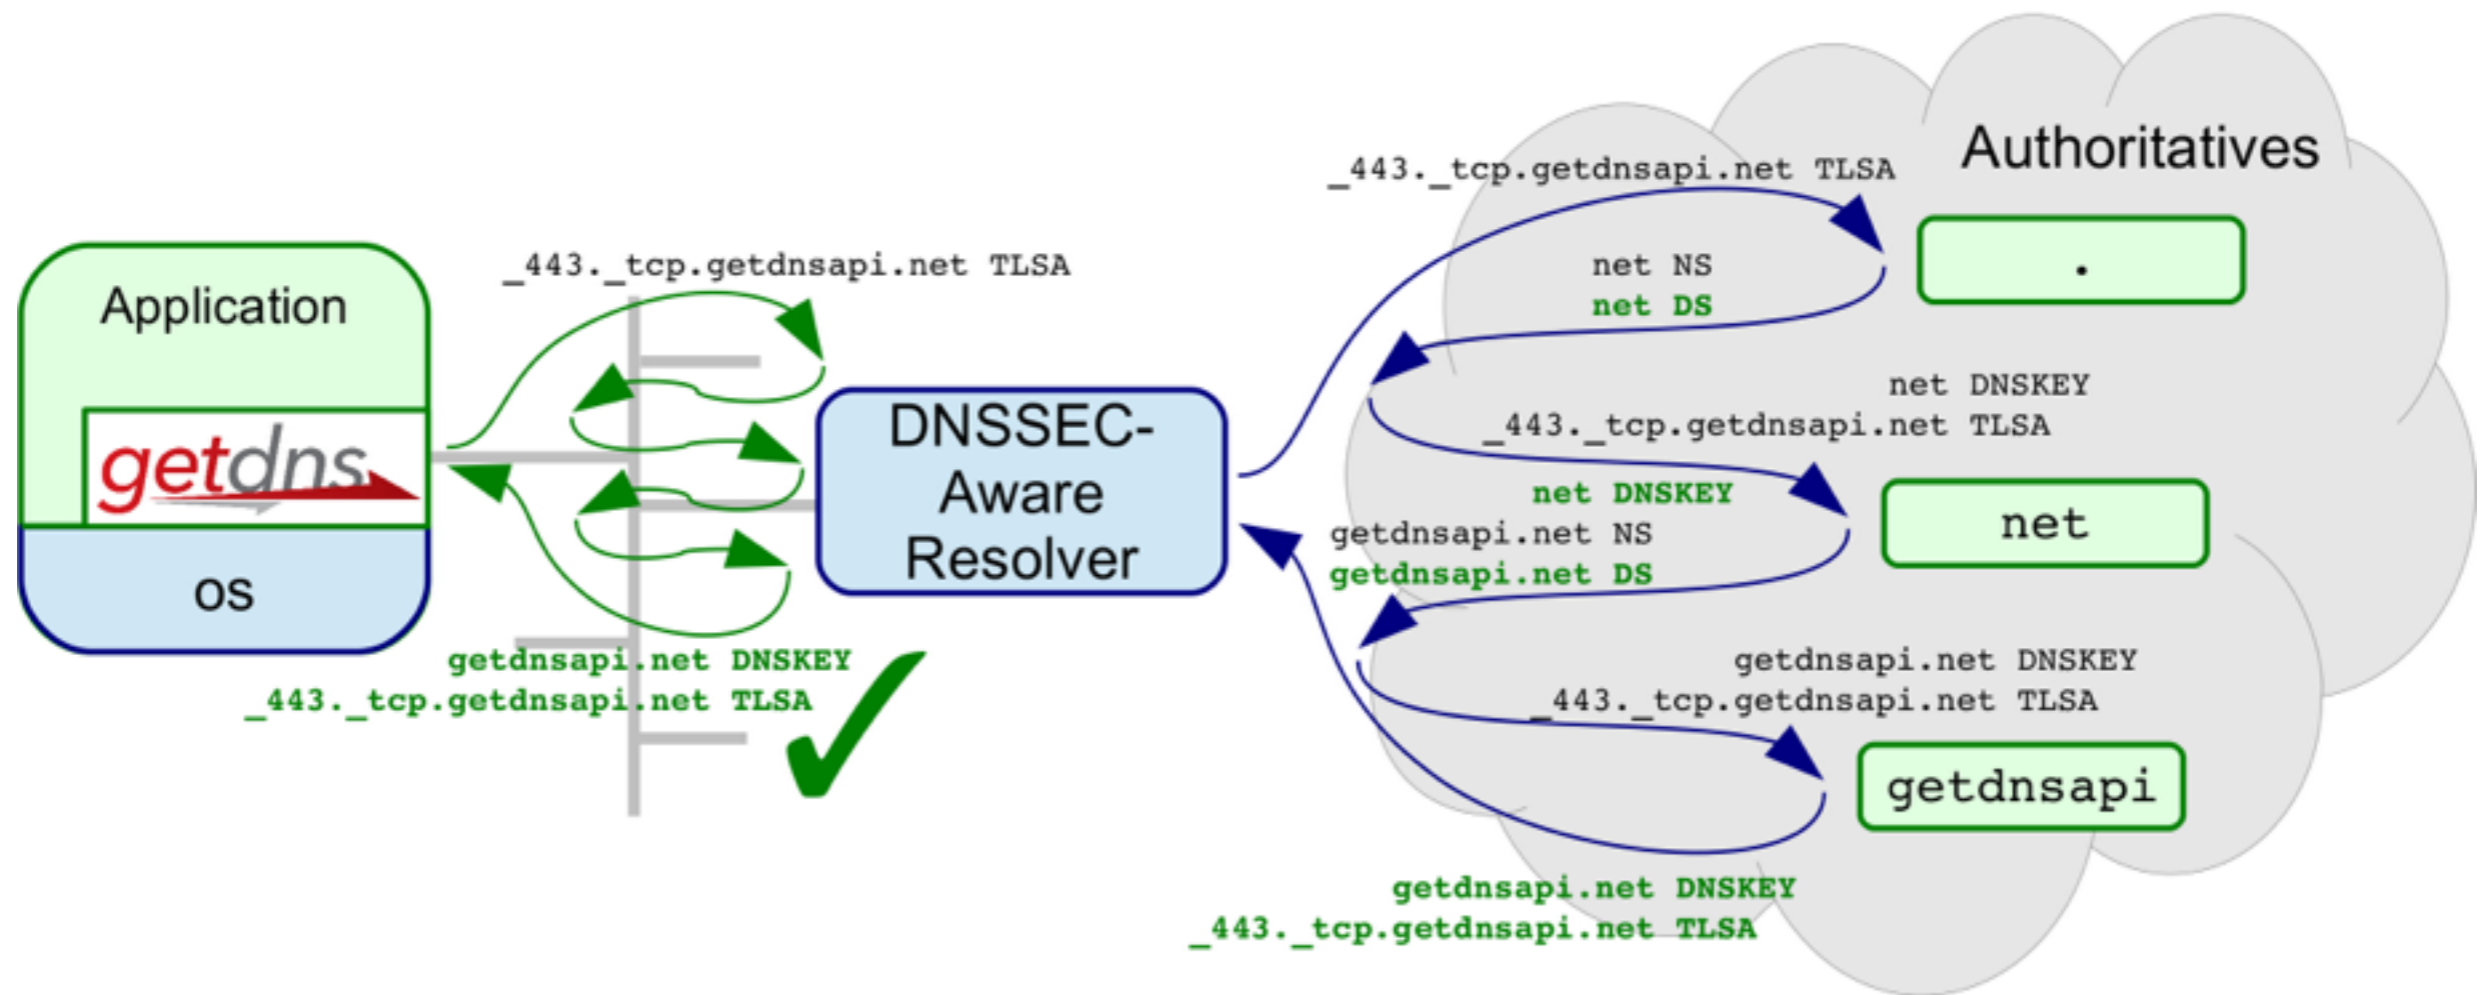 Application
getdns
OS
_443._tcp.getdnsapi.net TLSA
getdnsapi.net DNSKEY
_443._tcp.getdnsapi.net TLSA
DNSSEC-
Aware
Resolver
Authoritatives
_443._tcp.getdnsapi.net TLSA
.
net NS
net DS
net DNSKEY
_443._tcp.getdnsapi.net TLSA
net
net DNSKEY
getdnsapi.net NS
getdnsapi.net DS
getdnsapi.net DNSKEY
_443._tcp.getdnsapi.net TLSA
getdnsapi
getdnsapi.net DNSKEY
_443._tcp.getdnsapi.net TLSA